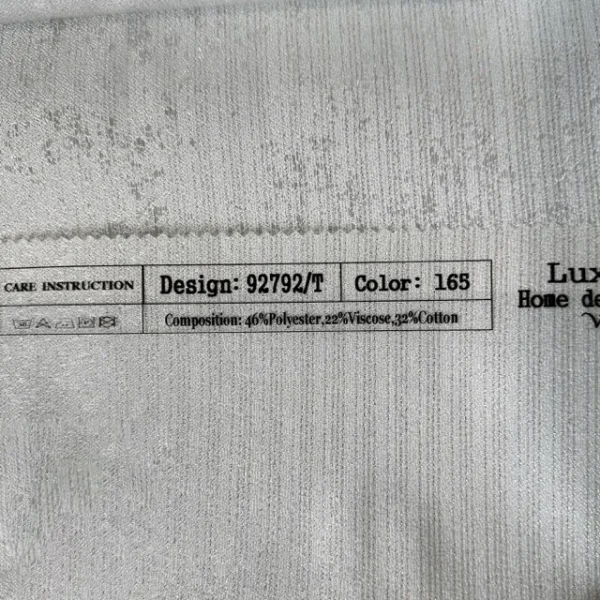 CARE INSTRUCTION
Design: 92792/T
Color: 165
Composition: 46%Polyester,22%Viscose,32%Cotton
Lux
Home de